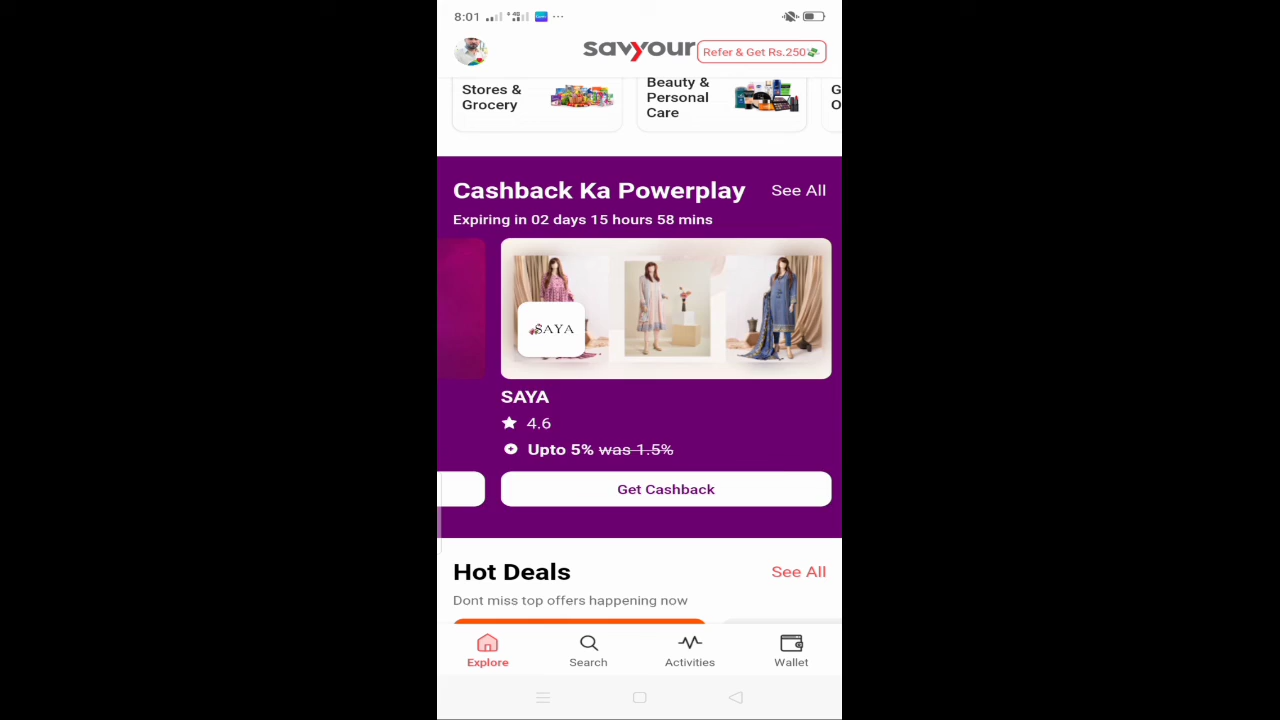 8:01
savyour
Refer & Get Rs.250
Stores &
Grocery
Beauty &
Personal
Care
G
O
Cashback Ka Powerplay
See All
Expiring in 02 days 15 hours 58 mins
SAYA
SAYA
4.6
Upto 5% was 1.5%
Get Cashback
Hot Deals
See All
Dont miss top offers happening now
Explore
Search
Activities
Wallet